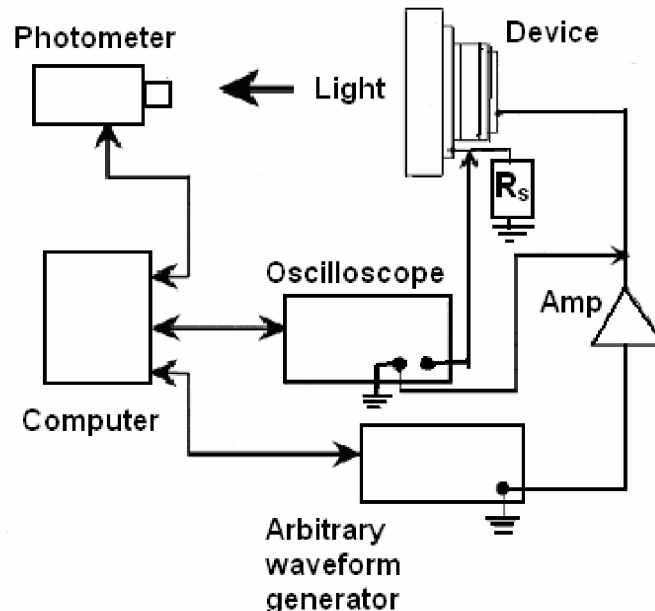 Photometer
Device
Light
Rs
Oscilloscope
Amp
Computer
Arbitrary
waveform
generator